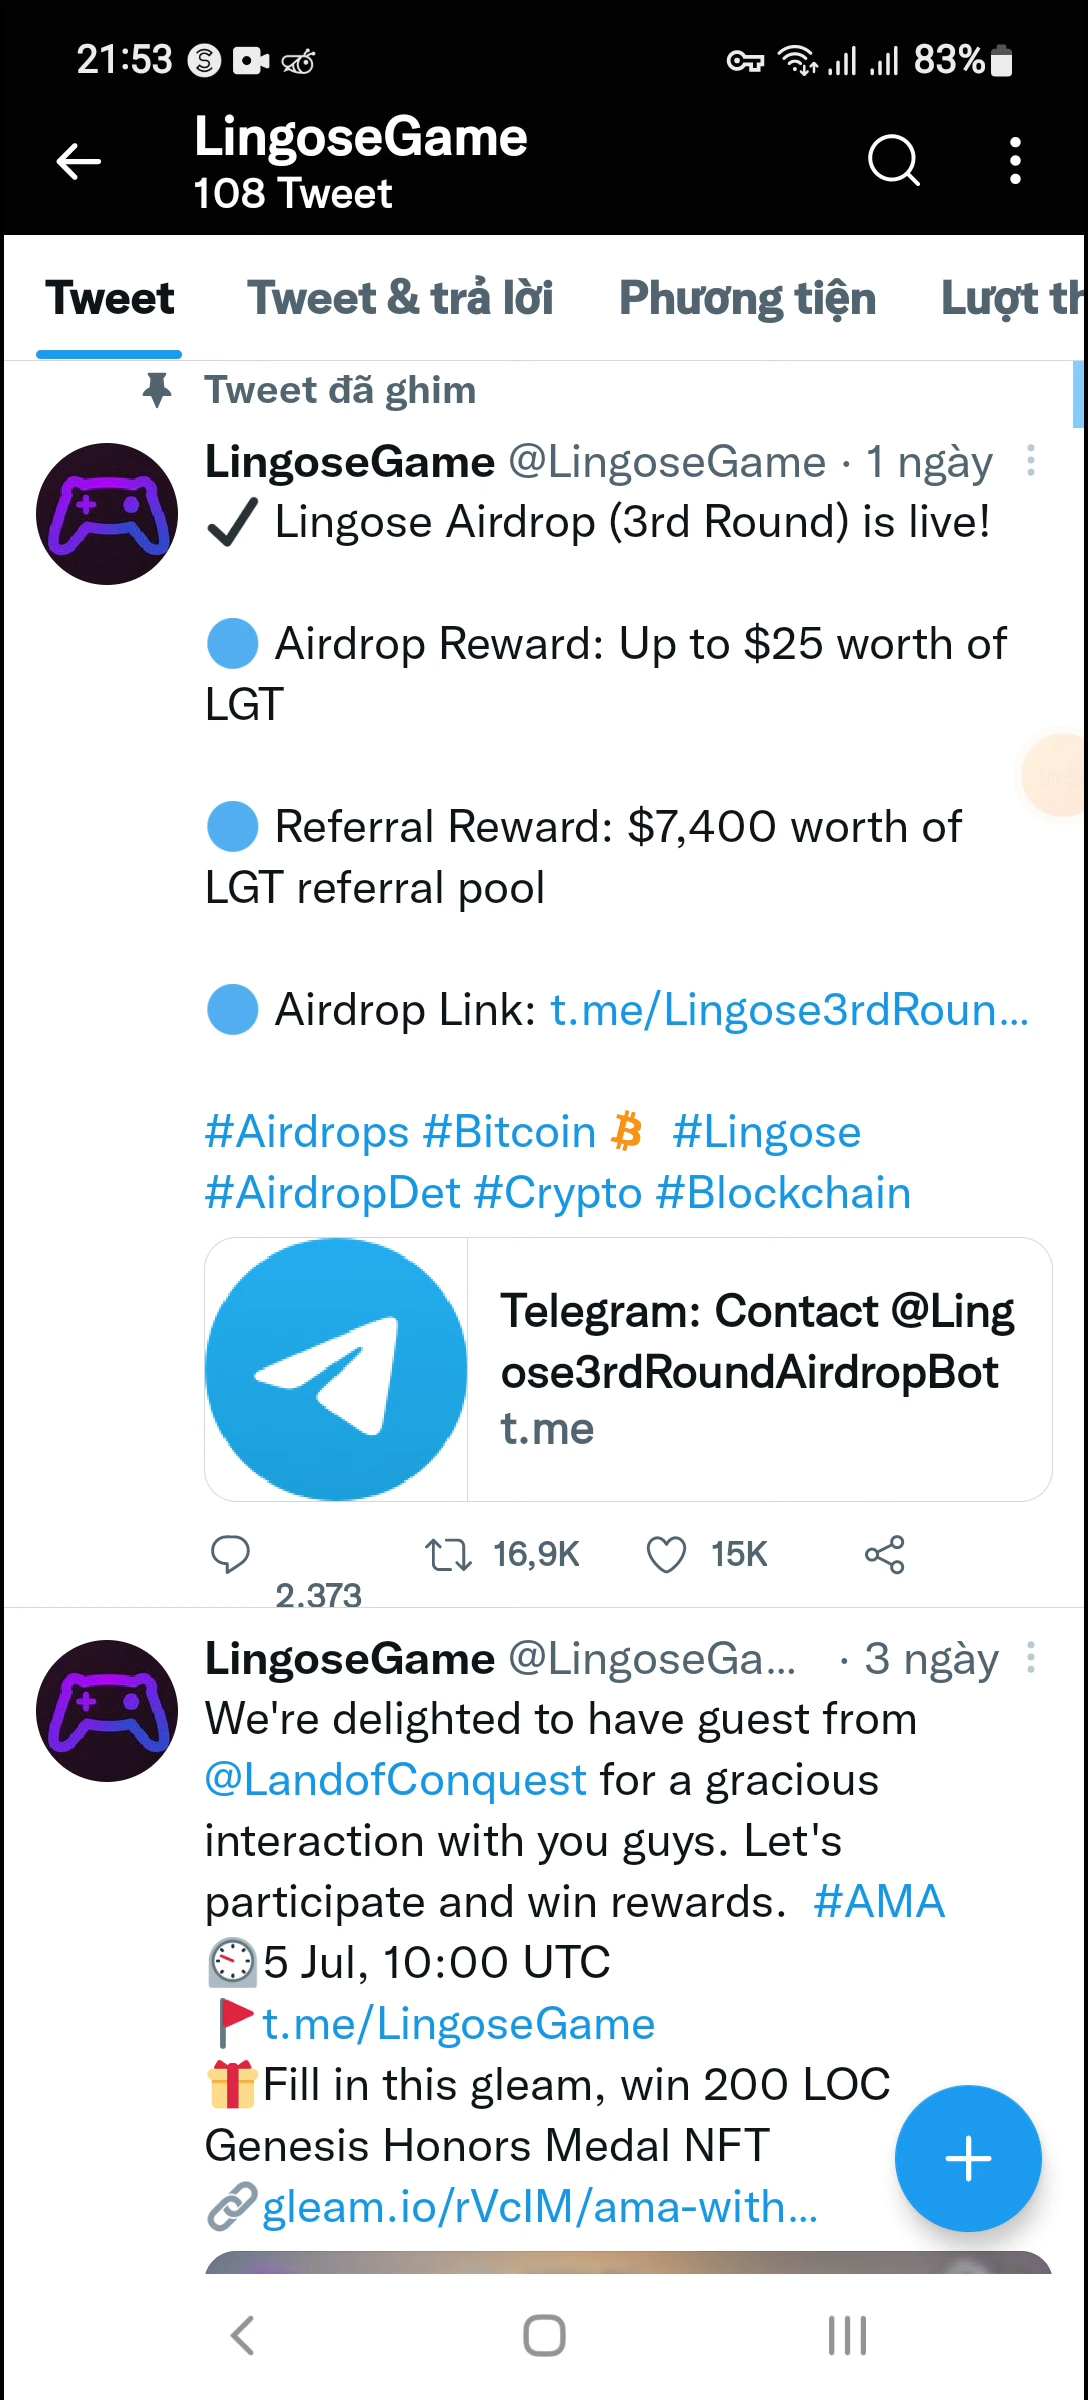 21:53
83%
LingoseGame
108 Tweet
Tweet
Tweet & trả lời
Phương tiện
Lượt th
Tweet đã ghim
LingoseGame @LingoseGame · 1 ngày
✔ Lingose Airdrop (3rd Round) is live!
🔵 Airdrop Reward: Up to $25 worth of
LGT
🔵 Referral Reward: $7,400 worth of
LGT referral pool
🔵 Airdrop Link: t.me/Lingose3rdRoun...
#Airdrops #Bitcoin #Lingose
#AirdropDet #Crypto #Blockchain
Telegram: Contact @Ling
ose3rdRoundAirdropBot
t.me
2.373
16,9K
15K
LingoseGame @LingoseGa... · 3 ngày
We're delighted to have guest from
@LandofConquest for a gracious
interaction with you guys. Let's
participate and win rewards. #AMA
🕙5 Jul, 10:00 UTC
🚩t.me/LingoseGame
🎁Fill in this gleam, win 200 LOC
Genesis Honors Medal NFT
🔗gleam.io/rVcIM/ama-with...